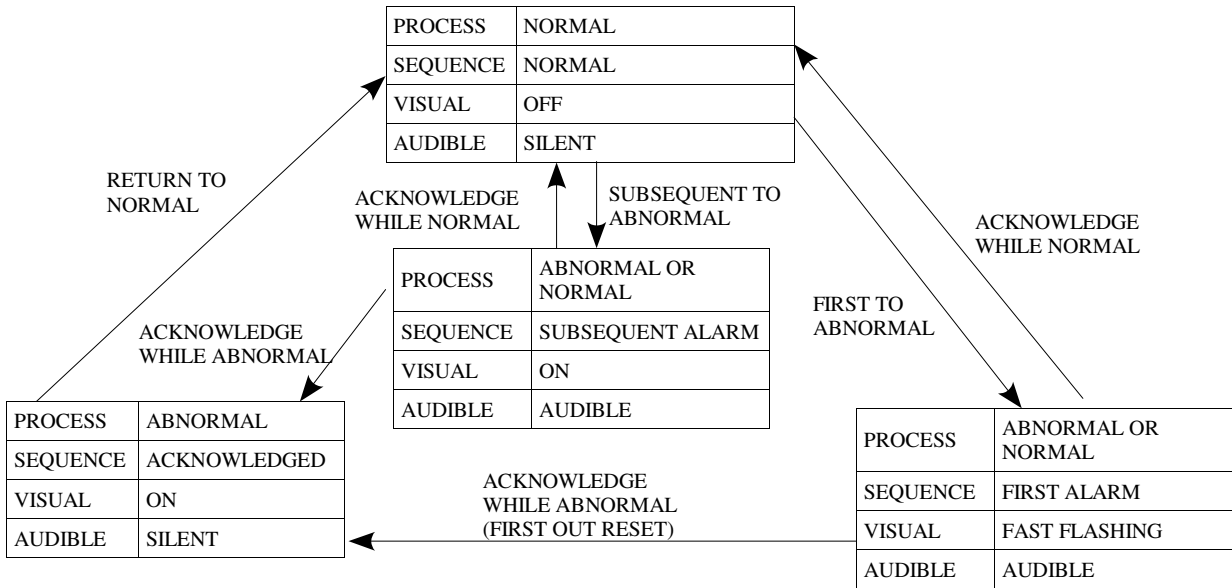 PROCESS NORMAL
SEQUENCE NORMAL
VISUAL OFF
AUDIBLE SILENT
RETURN TO
NORMAL
ACKNOWLEDGE
WHILE NORMAL
SUBSEQUENT TO
ABNORMAL
ACKNOWLEDGE
WHILE NORMAL
PROCESS ABNORMAL OR
NORMAL
SEQUENCE SUBSEQUENT ALARM
VISUAL ON
AUDIBLE AUDIBLE
FIRST TO
ABNORMAL
ACKNOWLEDGE
WHILE ABNORMAL
PROCESS ABNORMAL
SEQUENCE ACKNOWLEDGED
VISUAL ON
AUDIBLE SILENT
ACKNOWLEDGE
WHILE ABNORMAL
(FIRST OUT RESET)
PROCESS ABNORMAL OR
NORMAL
SEQUENCE FIRST ALARM
VISUAL FAST FLASHING
AUDIBLE AUDIBLE